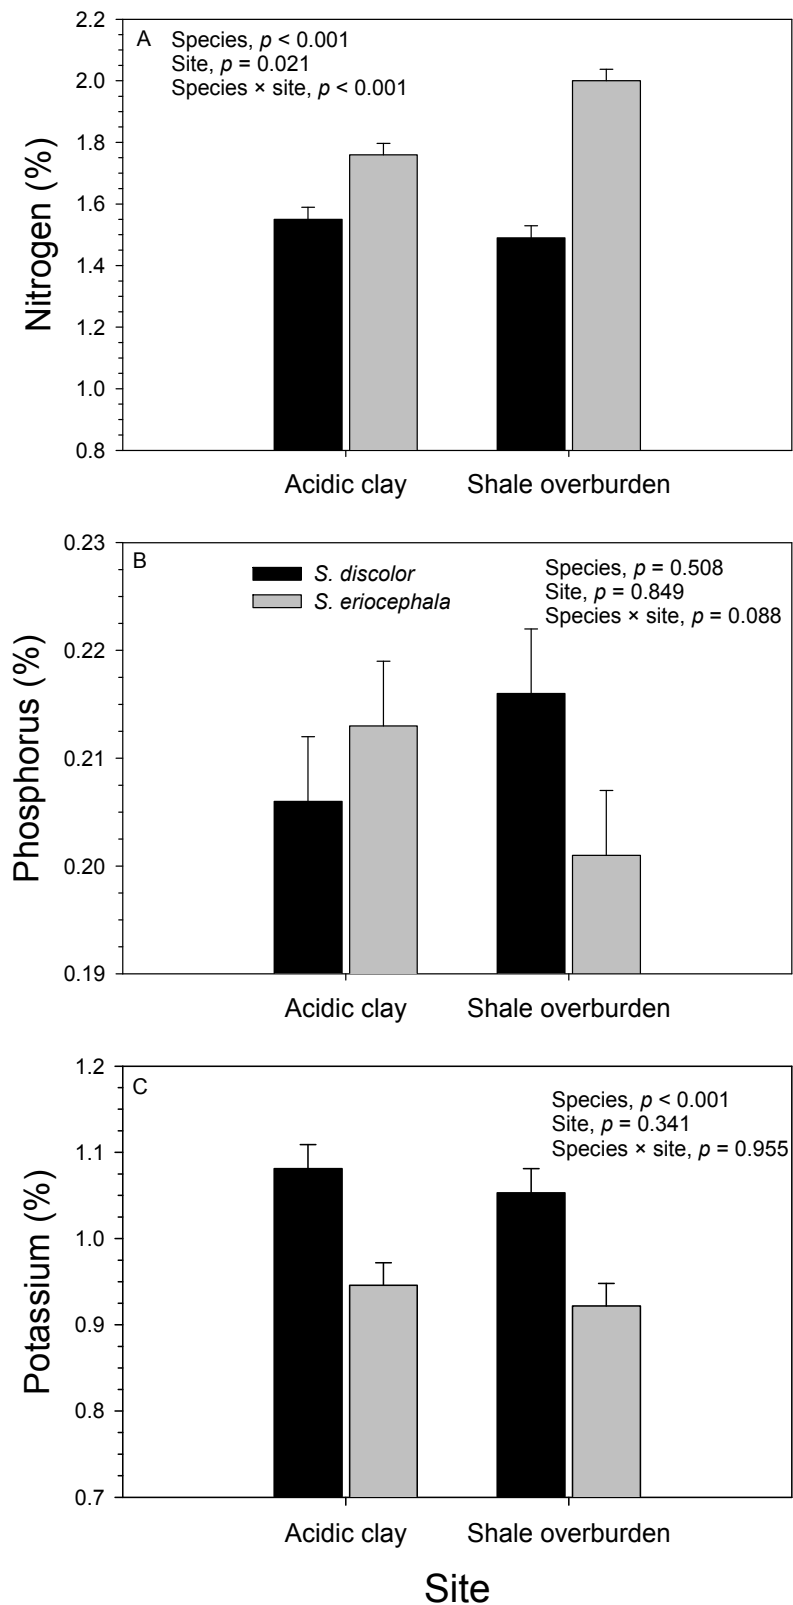 A
Species, p < 0.001
Site, p = 0.021
Species × site, p < 0.001
Nitrogen (%)
2.2
2.0
1.8
1.6
1.4
1.2
1.0
0.8
Acidic clay
Shale overburden
B
S. discolor
S. eriocephala
Species, p = 0.508
Site, p = 0.849
Species × site, p = 0.088
Phosphorus (%)
0.23
0.22
0.21
0.20
0.19
Acidic clay
Shale overburden
C
Species, p < 0.001
Site, p = 0.341
Species × site, p = 0.955
Potassium (%)
1.2
1.1
1.0
0.9
0.8
0.7
Acidic clay
Shale overburden
Site